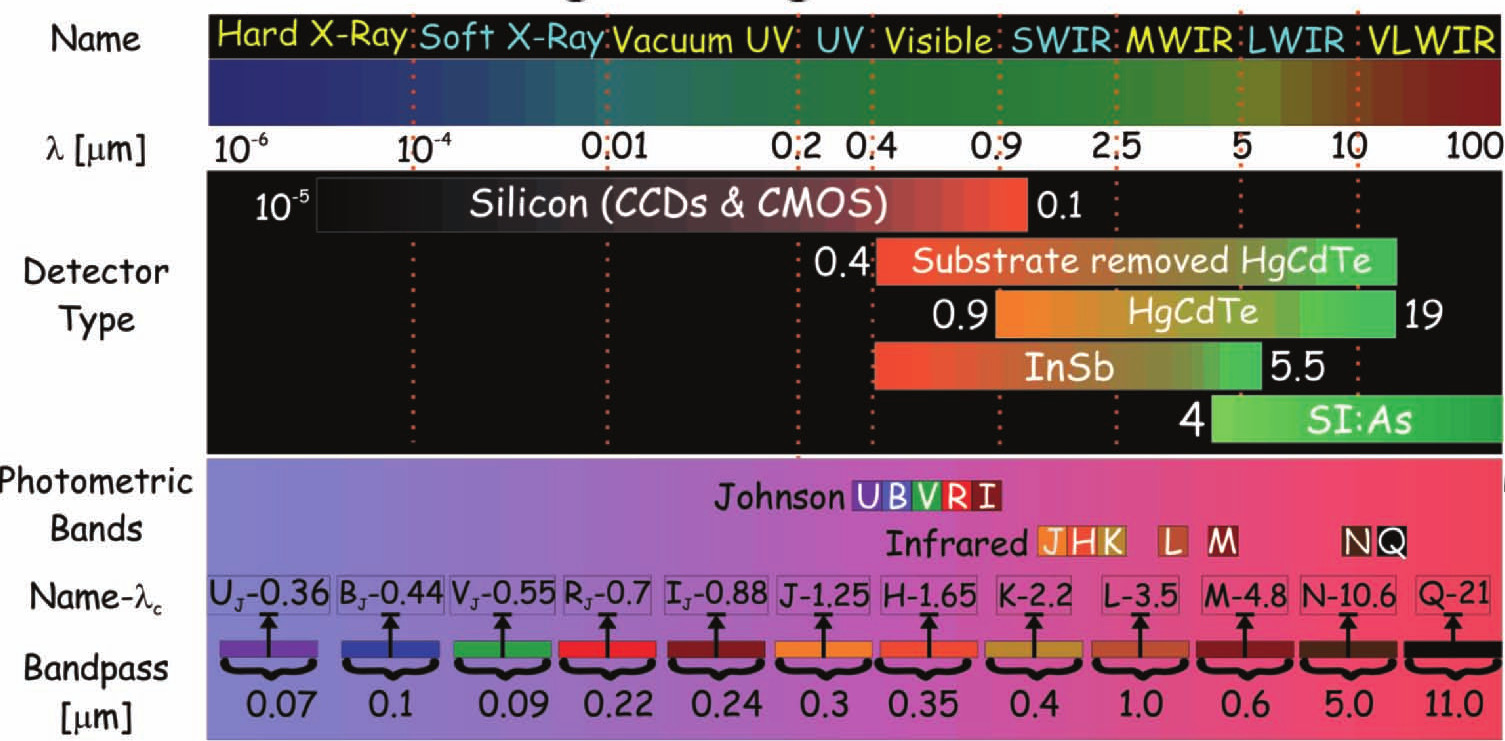 Name Hard X-Ray Soft X-Ray Vacuum UV UV Visible SWIR MWIR LWIR VLWIR
λ [μm] 10⁻⁶ 10⁻⁴ 0.01 0.2 0.4 0.9 2.5 5 10 100
10⁻⁵ Silicon (CCDs & CMOS) 0.1
Detector
Type
0.4 Substrate removed HgCdTe
0.9 HgCdTe 19
InSb 5.5
4 SI:As
Photometric
Bands
Johnson U B V R I
Infrared J H K L M N Q
Name-λc U_J-0.36 B_J-0.44 V_J-0.55 R_J-0.7 I_J-0.88 J-1.25 H-1.65 K-2.2 L-3.5 M-4.8 N-10.6 Q-21
Bandpass
[μm]
0.07 0.1 0.09 0.22 0.24 0.3 0.35 0.4 1.0 0.6 5.0 11.0